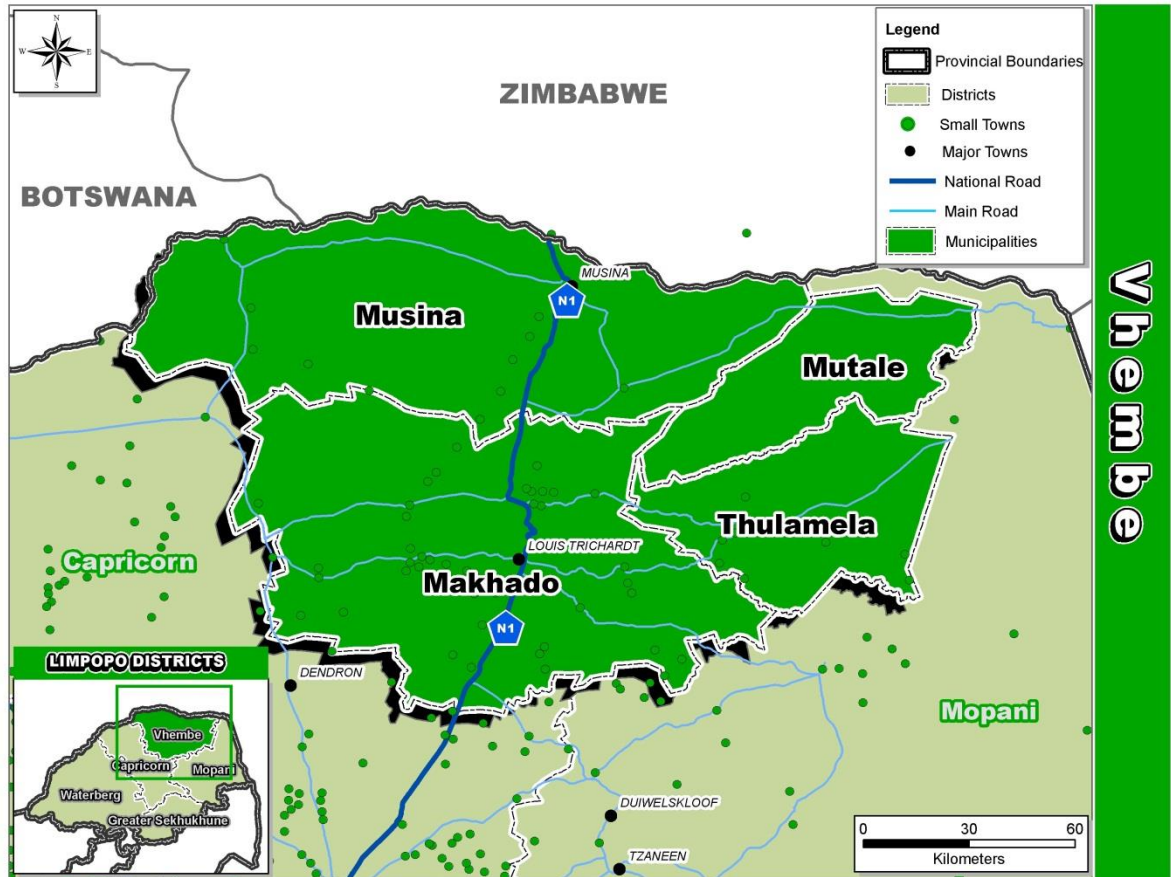 N
W E
S
ZIMBABWE
BOTSWANA
Legend
Provincial Boundaries
Districts
Small Towns
Major Towns
National Road
Main Road
Municipalities
Vhembe
MUSINA
N1
Musina
Mutale
Thulamela
LOUIS TRICHARDT
Makhado
N1
Capricorn
DENDRON
Mopani
DUIWELSKLOOF
TZANEEN
LIMPOPO DISTRICTS
Vhembe
Capricorn
Mopani
Waterberg
Greater Sekhukhune
0 30 60
Kilometers